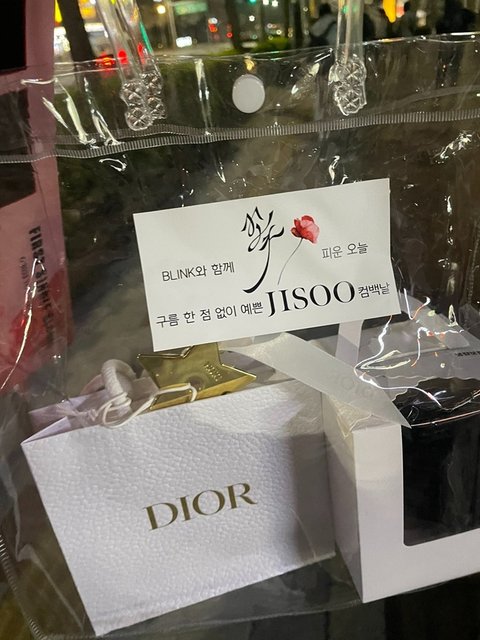 BLINK와 함께 꽃 피운 오늘
구름 한 점 없이 예쁜 JISOO 컴백날
DIOR